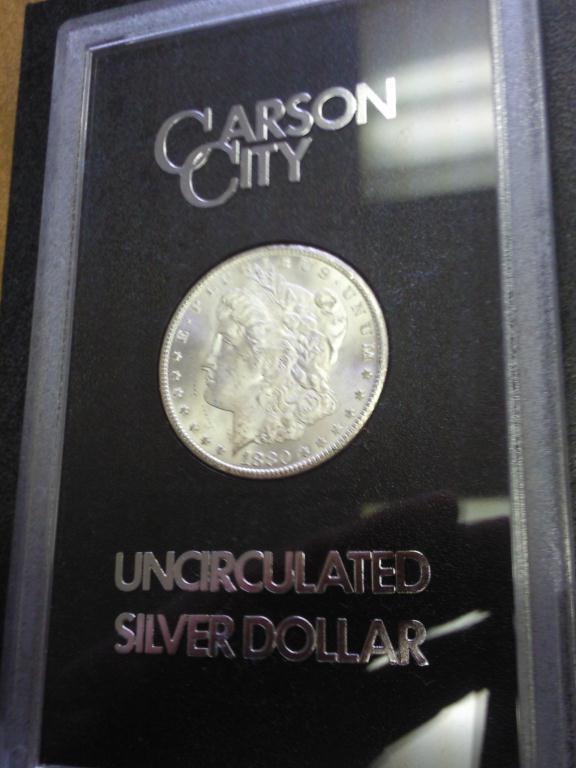 CARSON
CITY
E·PLURIBUS·UNUM
1880
UNCIRCULATED
SILVER DOLLAR